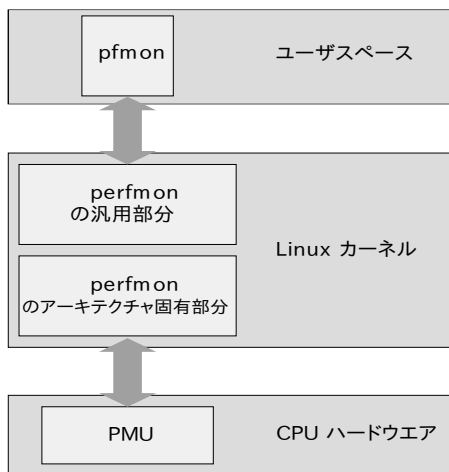 pfmon
ユーザスペース
perfmon
の汎用部分
Linux カーネル
perfmon
のアーキテクチャ固有部分
PMU
CPU ハードウエア